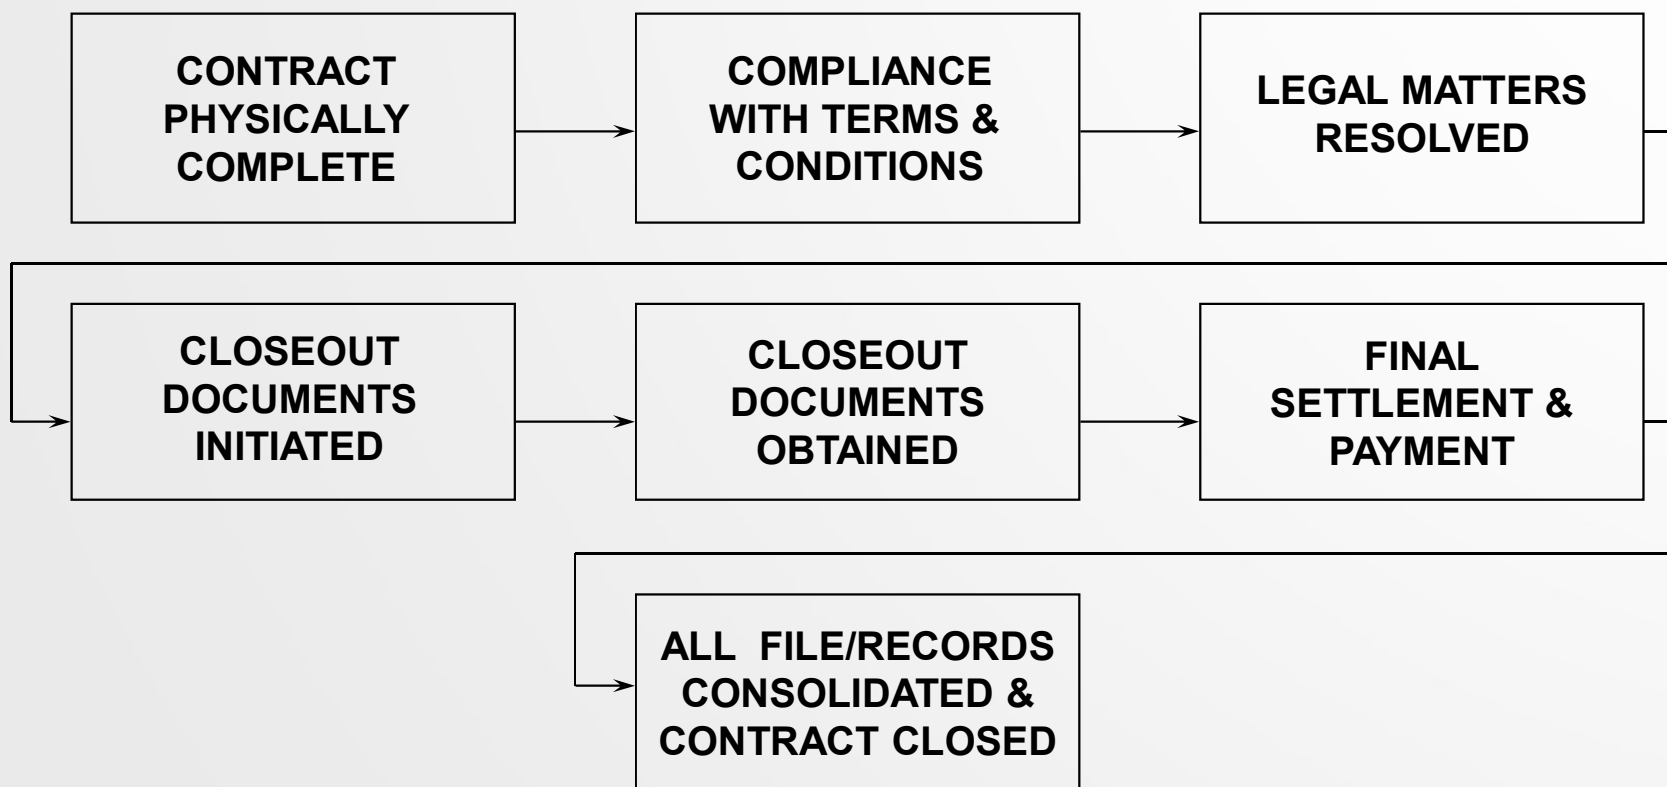 CONTRACT
PHYSICALLY
COMPLETE
COMPLIANCE
WITH TERMS &
CONDITIONS
LEGAL MATTERS
RESOLVED
CLOSEOUT
DOCUMENTS
INITIATED
CLOSEOUT
DOCUMENTS
OBTAINED
FINAL
SETTLEMENT &
PAYMENT
ALL  FILE/RECORDS
CONSOLIDATED &
CONTRACT CLOSED